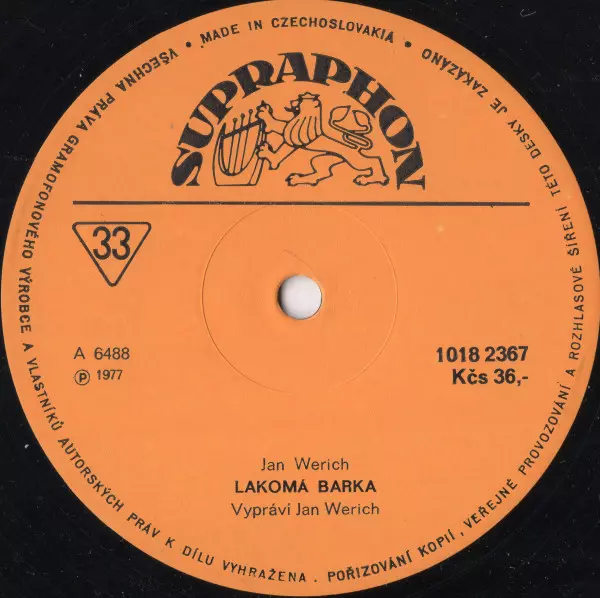 VŠECHNA PRÁVA GRAMOFONOVÉHO VÝROBCE A VLASTNÍKŮ AUTORSKÝCH PRÁV K DÍLU VYHRAŽENA. POŘIZOVÁNÍ KOPIÍ, VEŘEJNÉ PROVOZOVÁNÍ A ROZHLASOVÉ ŠÍŘENÍ TÉTO DESKY JE ZAKÁZÁNO • MADE IN CZECHOSLOVAKIA •
SUPRAPHON
33
A 6488
1018 2367
Ⓟ 1977
Kčs 36,-
Jan Werich
LAKOMÁ BARKA
Vypráví Jan Werich